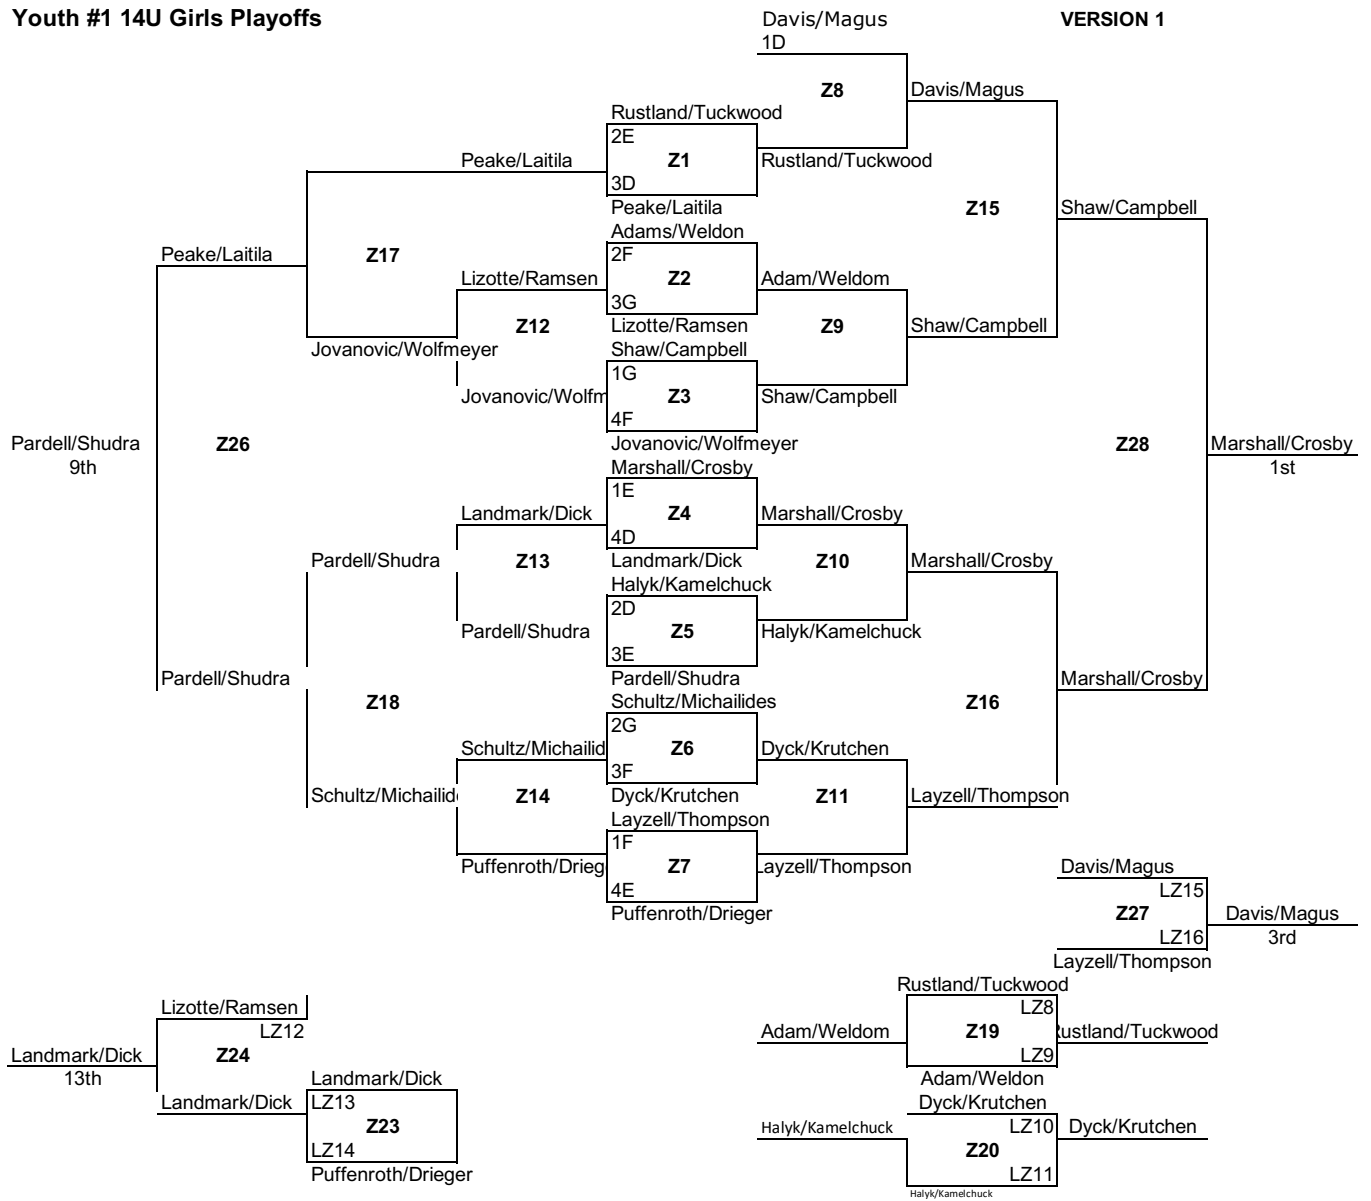 Youth #1 14U Girls Playoffs
Davis/Magus
VERSION 1
1D
Z8
Davis/Magus
Rustland/Tuckwood
2E
Peake/Laitila
Z1
Rustland/Tuckwood
3D
Peake/Laitila
Z15
Shaw/Campbell
Adams/Weldon
Peake/Laitila
Z17
2F
Lizotte/Ramsen
Z2
Adam/Weldom
3G
Z12
Lizotte/Ramsen
Z9
Shaw/Campbell
Jovanovic/Wolfmeyer
Shaw/Campbell
1G
Jovanovic/Wolfm
Z3
Shaw/Campbell
4F
Pardell/Shudra
Z26
Jovanovic/Wolfmeyer
Z28
Marshall/Crosby
9th
Marshall/Crosby
1st
1E
Landmark/Dick
Z4
Marshall/Crosby
4D
Pardell/Shudra
Z13
Landmark/Dick
Z10
Marshall/Crosby
Halyk/Kamelchuck
2D
Pardell/Shudra
Z5
Halyk/Kamelchuck
3E
Pardell/Shudra
Pardell/Shudra
Marshall/Crosby
Z18
Schultz/Michailides
Z16
2G
Schultz/Michailid
Z6
Dyck/Krutchen
3F
Schultz/Michailid
Z14
Dyck/Krutchen
Z11
Layzell/Thompson
Layzell/Thompson
1F
Puffenroth/Drieg
Z7
Layzell/Thompson
Davis/Magus
4E
LZ15
Puffenroth/Drieger
Z27
Davis/Magus
LZ16
3rd
Layzell/Thompson
Rustland/Tuckwood
Lizotte/Ramsen
LZ8
LZ12
Adam/Weldom
Z19
Rustland/Tuckwood
Landmark/Dick
Z24
LZ9
13th
Landmark/Dick
Adam/Weldon
Landmark/Dick
LZ13
Dyck/Krutchen
Z23
Halyk/Kamelchuck
LZ10
Dyck/Krutchen
LZ14
Z20
Puffenroth/Drieger
LZ11
Halyk/Kamelchuck